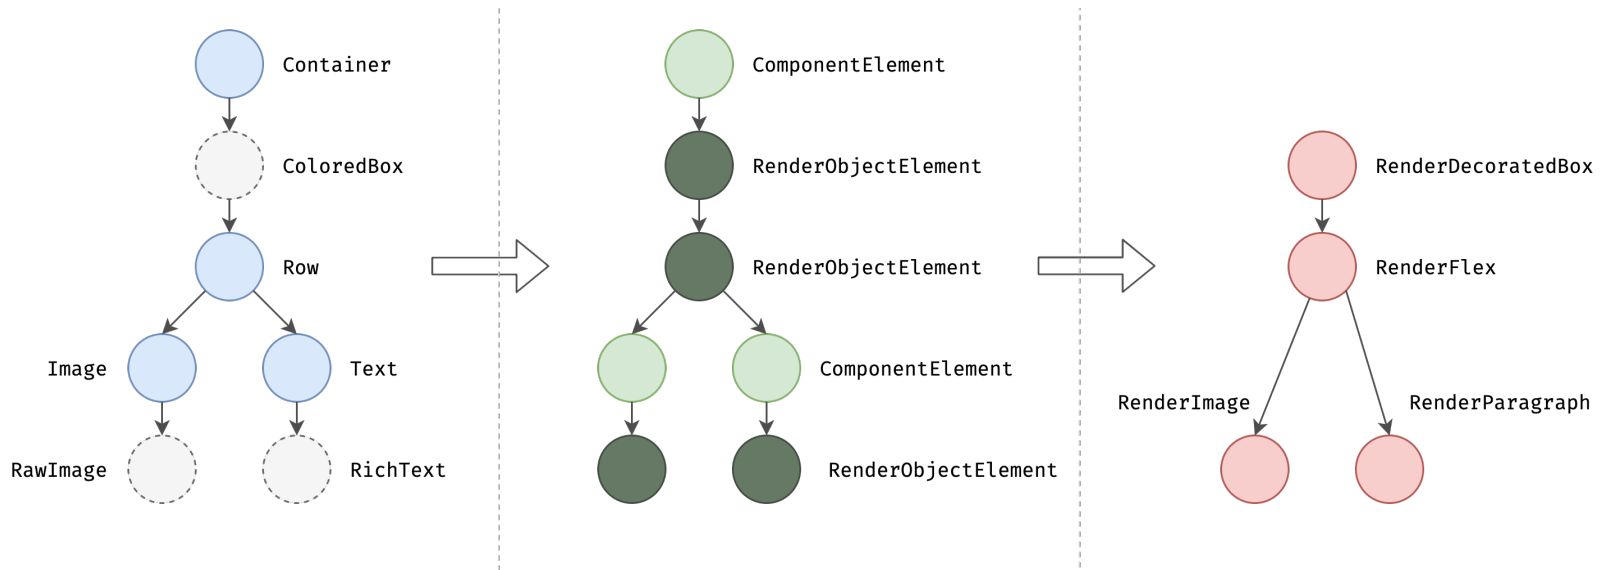 Container
ColoredBox
Row
Image
Text
RawImage
RichText
ComponentElement
RenderObjectElement
RenderObjectElement
ComponentElement
RenderObjectElement
RenderDecoratedBox
RenderFlex
RenderImage
RenderParagraph